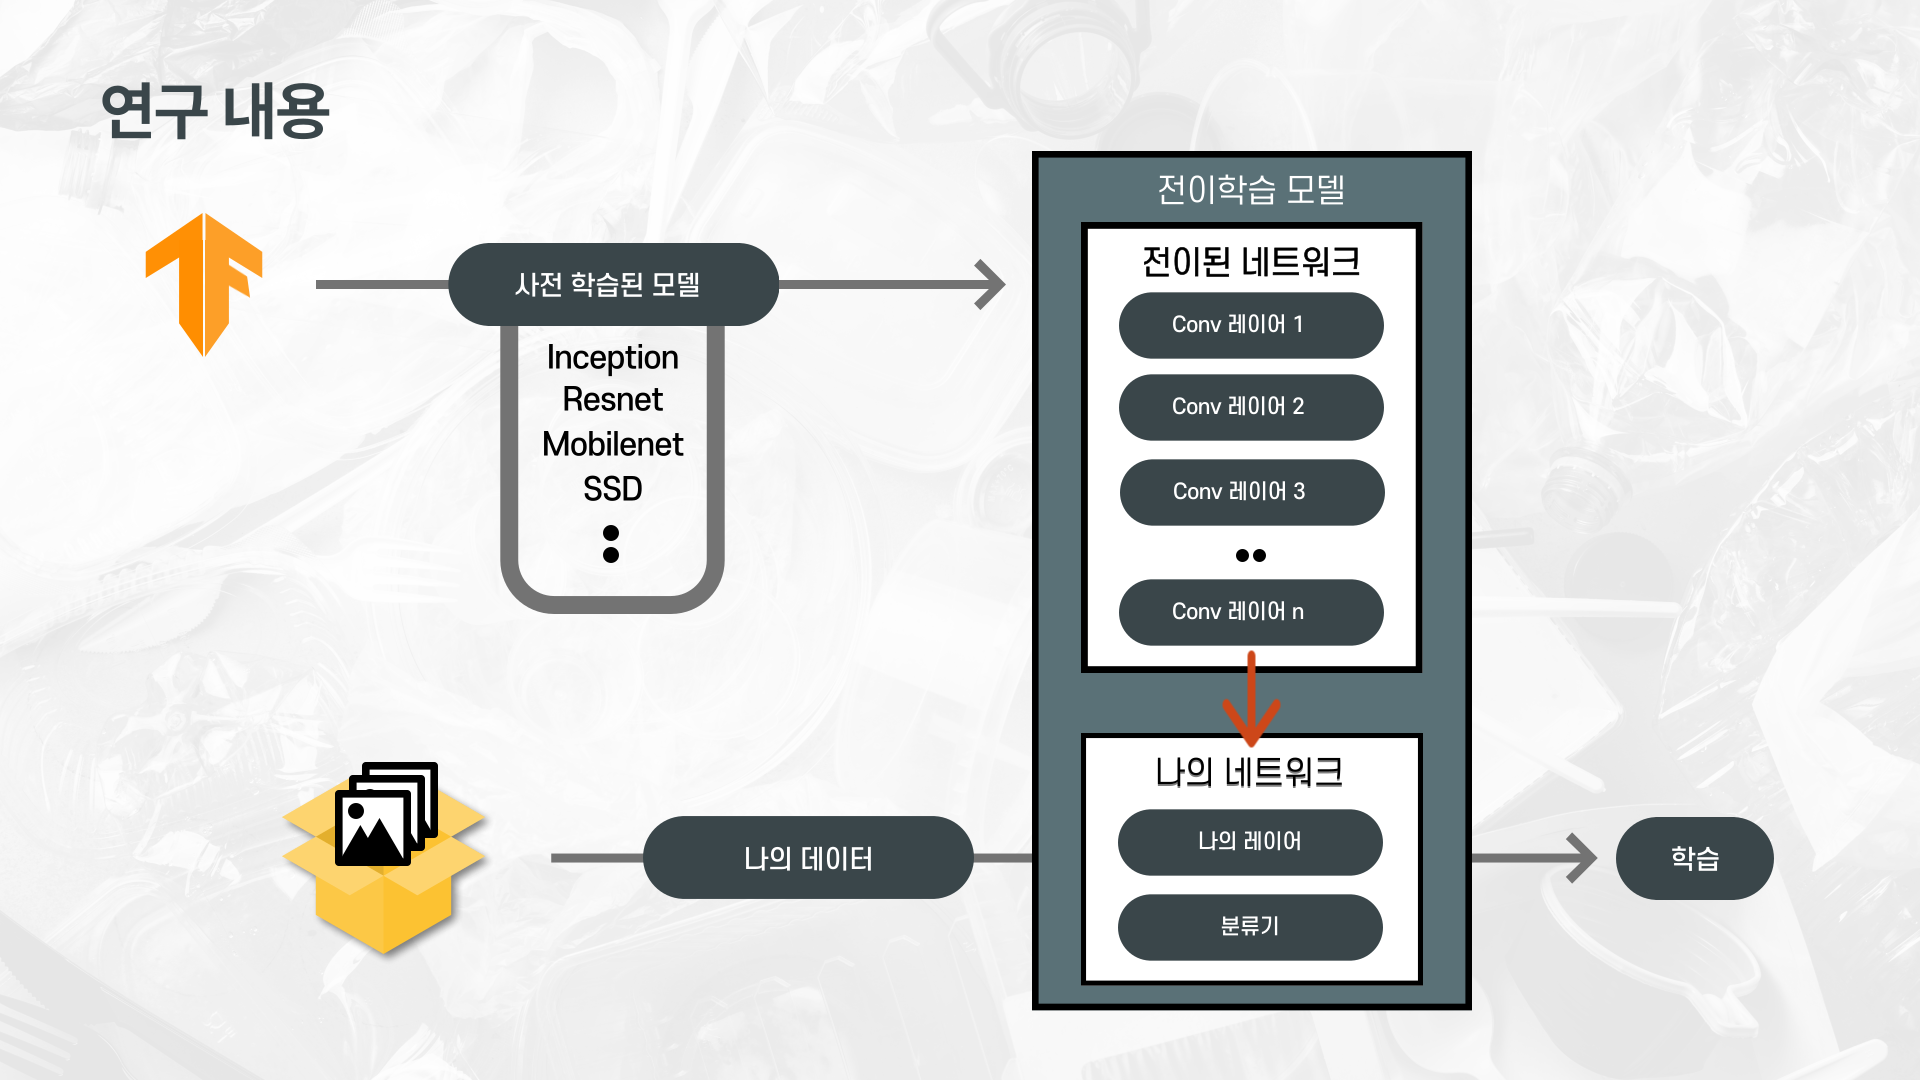 연구 내용
사전 학습된 모델
Inception
Resnet
Mobilenet
SSD
전이학습 모델
전이된 네트워크
Conv 레이어 1
Conv 레이어 2
Conv 레이어 3
Conv 레이어 n
나의 데이터
나의 네트워크
나의 레이어
분류기
학습